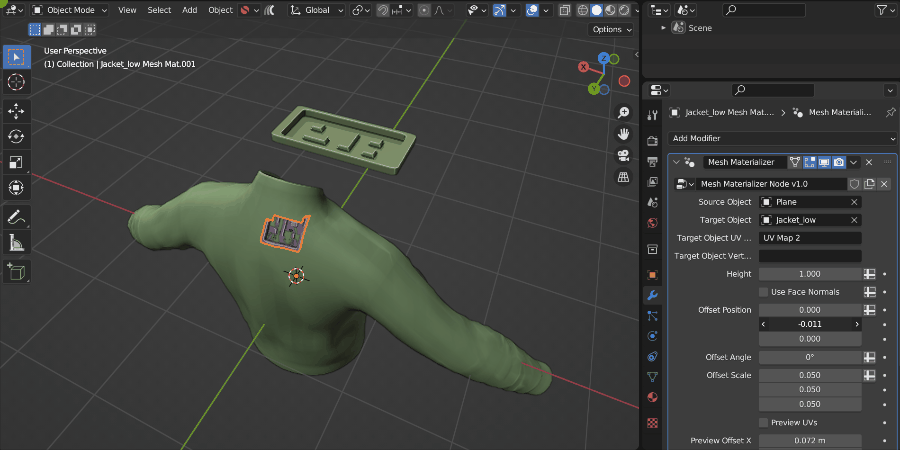 Object Mode
View
Select
Add
Object
Global
Options
Scene
User Perspective
(1) Collection | Jacket_low Mesh Mat.001
X
Z
Y
Jacket_low Mesh Mat....
Mesh Materiali...
Add Modifier
Mesh Materializer
Mesh Materializer Node v1.0
Source Object
Plane
Target Object
Jacket_low
Target Object UV ...
UV Map 2
Target Object Vert...
Height
1.000
Use Face Normals
Offset Position
0.000
-0.011
0.000
Offset Angle
0°
Offset Scale
0.050
0.050
0.050
Preview UVs
Preview Offset X
0.072 m